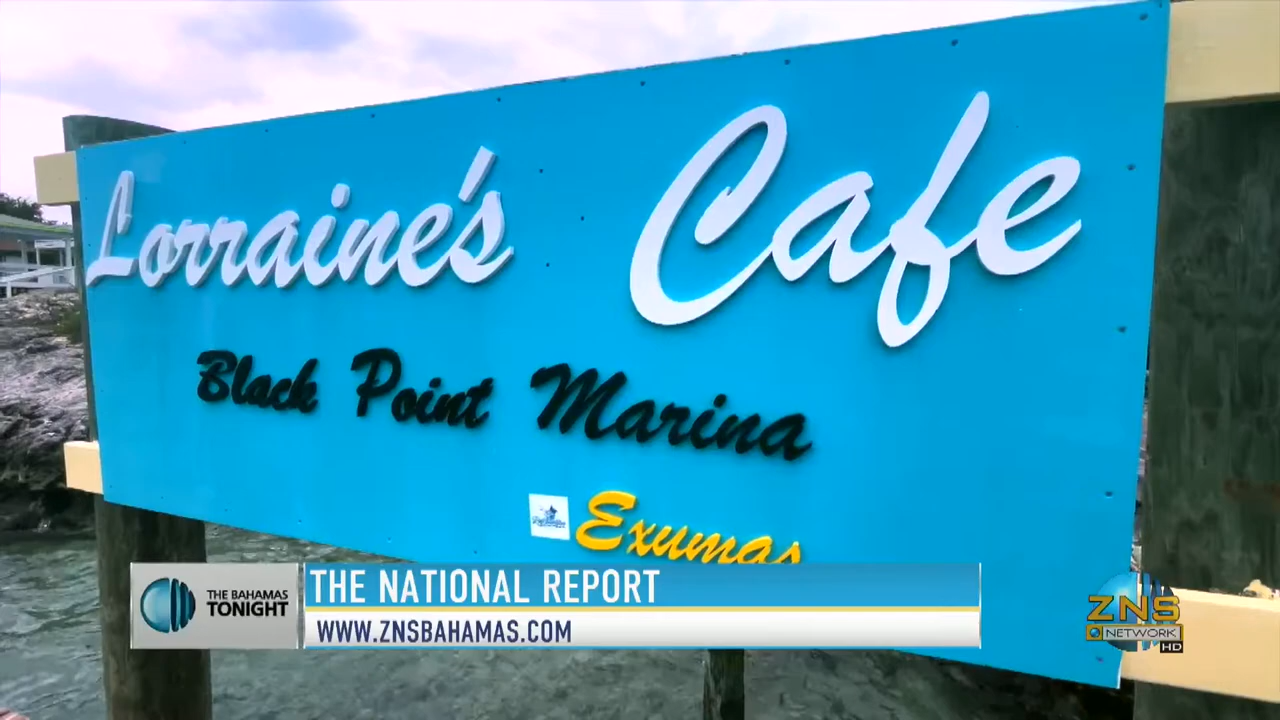 Lorraine's Cafe
Black Point Marina
Exumas
THE BAHAMAS
TONIGHT
THE NATIONAL REPORT
WWW.ZNSBAHAMAS.COM
ZNS
NETWORK
HD